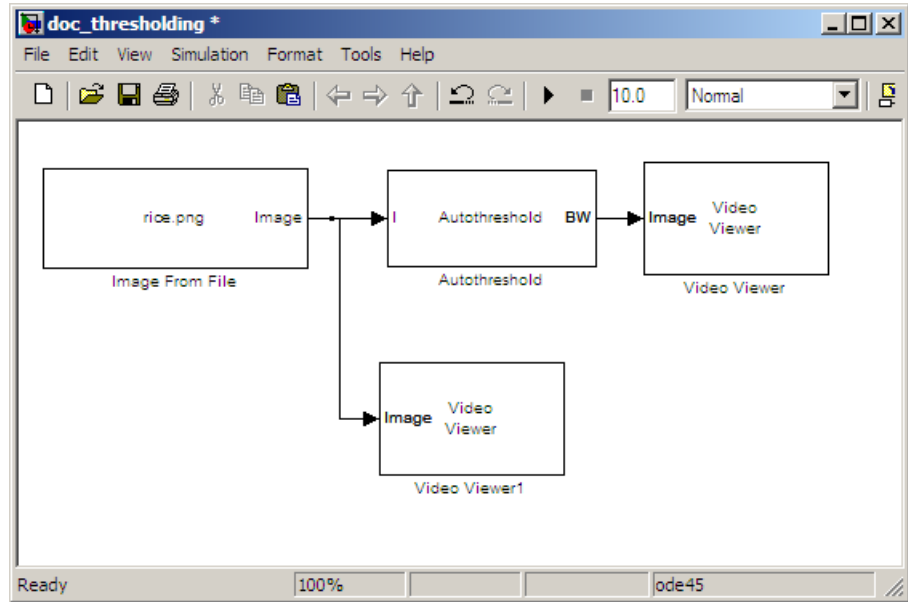 doc_thresholding *
File Edit View Simulation Format Tools Help
10.0 Normal
rice.png Image
Image From File
I Autothreshold BW
Autothreshold
Image Video
Viewer
Video Viewer
Image Video
Viewer
Video Viewer1
Ready 100% ode45